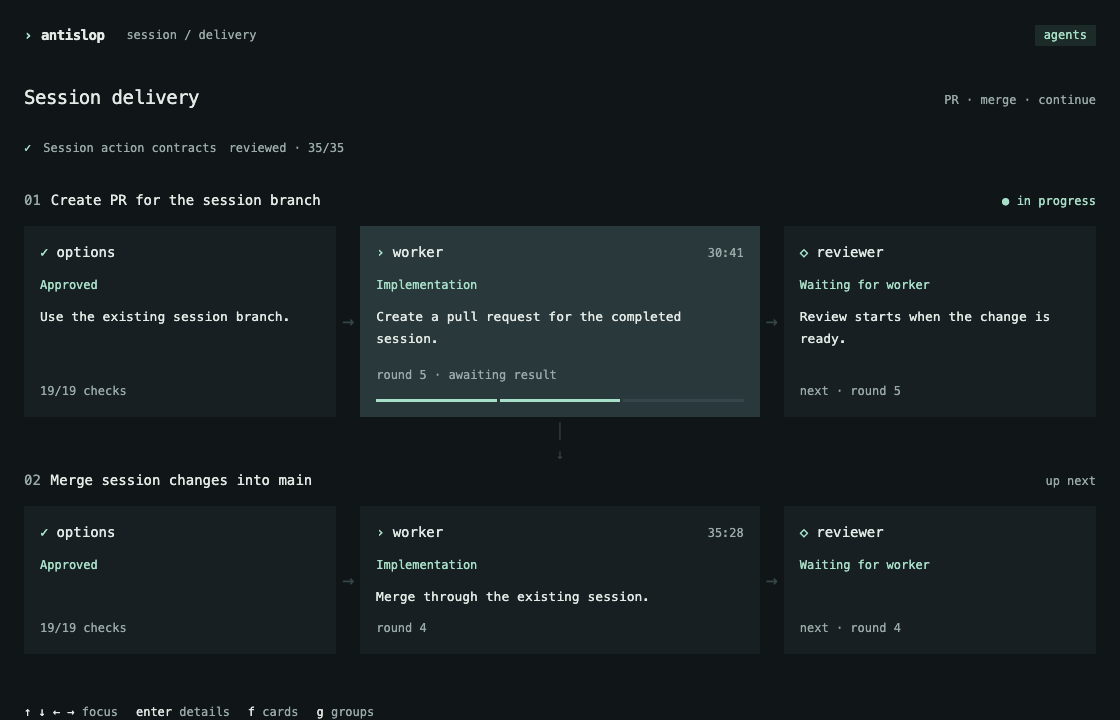 › antislop session / delivery agents
Session delivery PR · merge · continue
✓ Session action contracts reviewed · 35/35
01 Create PR for the session branch ● in progress
✓ options
Approved
Use the existing session branch.
19/19 checks
→
› worker 30:41
Implementation
Create a pull request for the completed
session.
round 5 · awaiting result
→
◇ reviewer
Waiting for worker
Review starts when the change is
ready.
next · round 5
↓
02 Merge session changes into main up next
✓ options
Approved
19/19 checks
→
› worker 35:28
Implementation
Merge through the existing session.
round 4
→
◇ reviewer
Waiting for worker
next · round 4
↑ ↓ ← → focus enter details f cards g groups